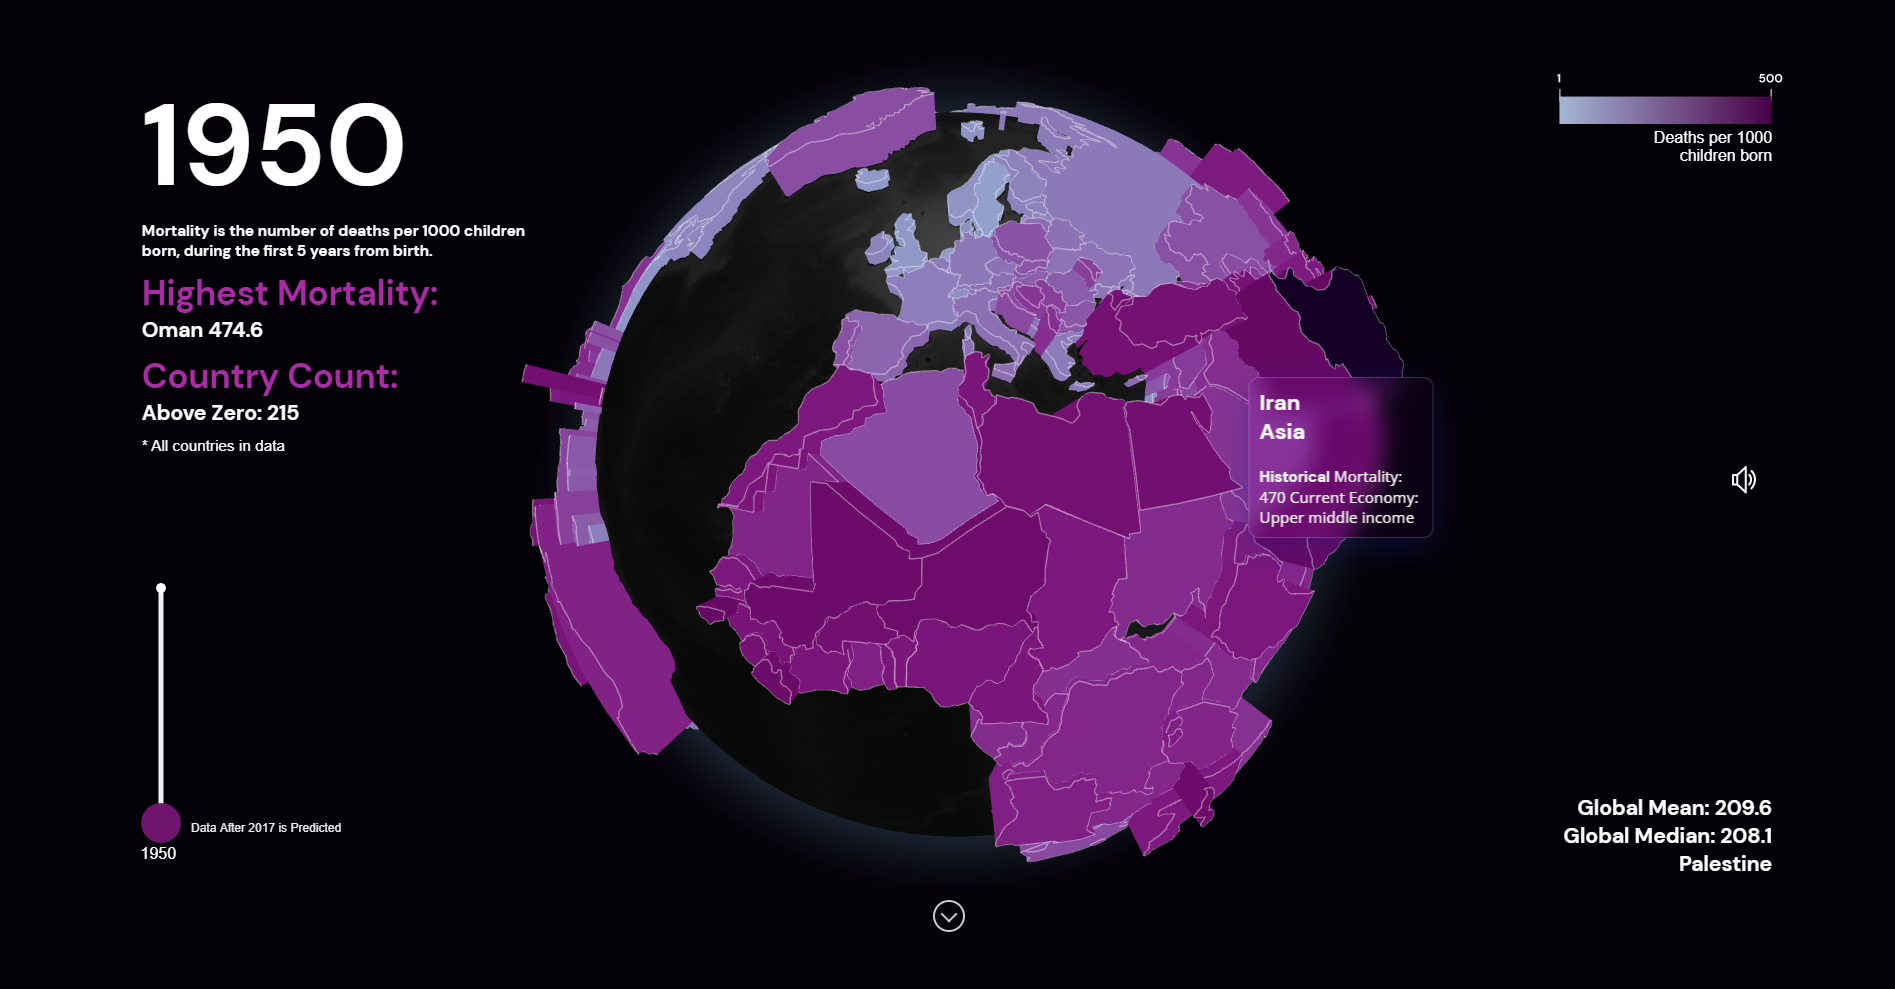 1950
Mortality is the number of deaths per 1000 children
born, during the first 5 years from birth.
Highest Mortality:
Oman 474.6
Country Count:
Above Zero: 215
* All countries in data
Data After 2017 is Predicted
1950
Iran
Asia
Historical Mortality:
470 Current Economy:
Upper middle income
1 500
Deaths per 1000
children born
Global Mean: 209.6
Global Median: 208.1
Palestine